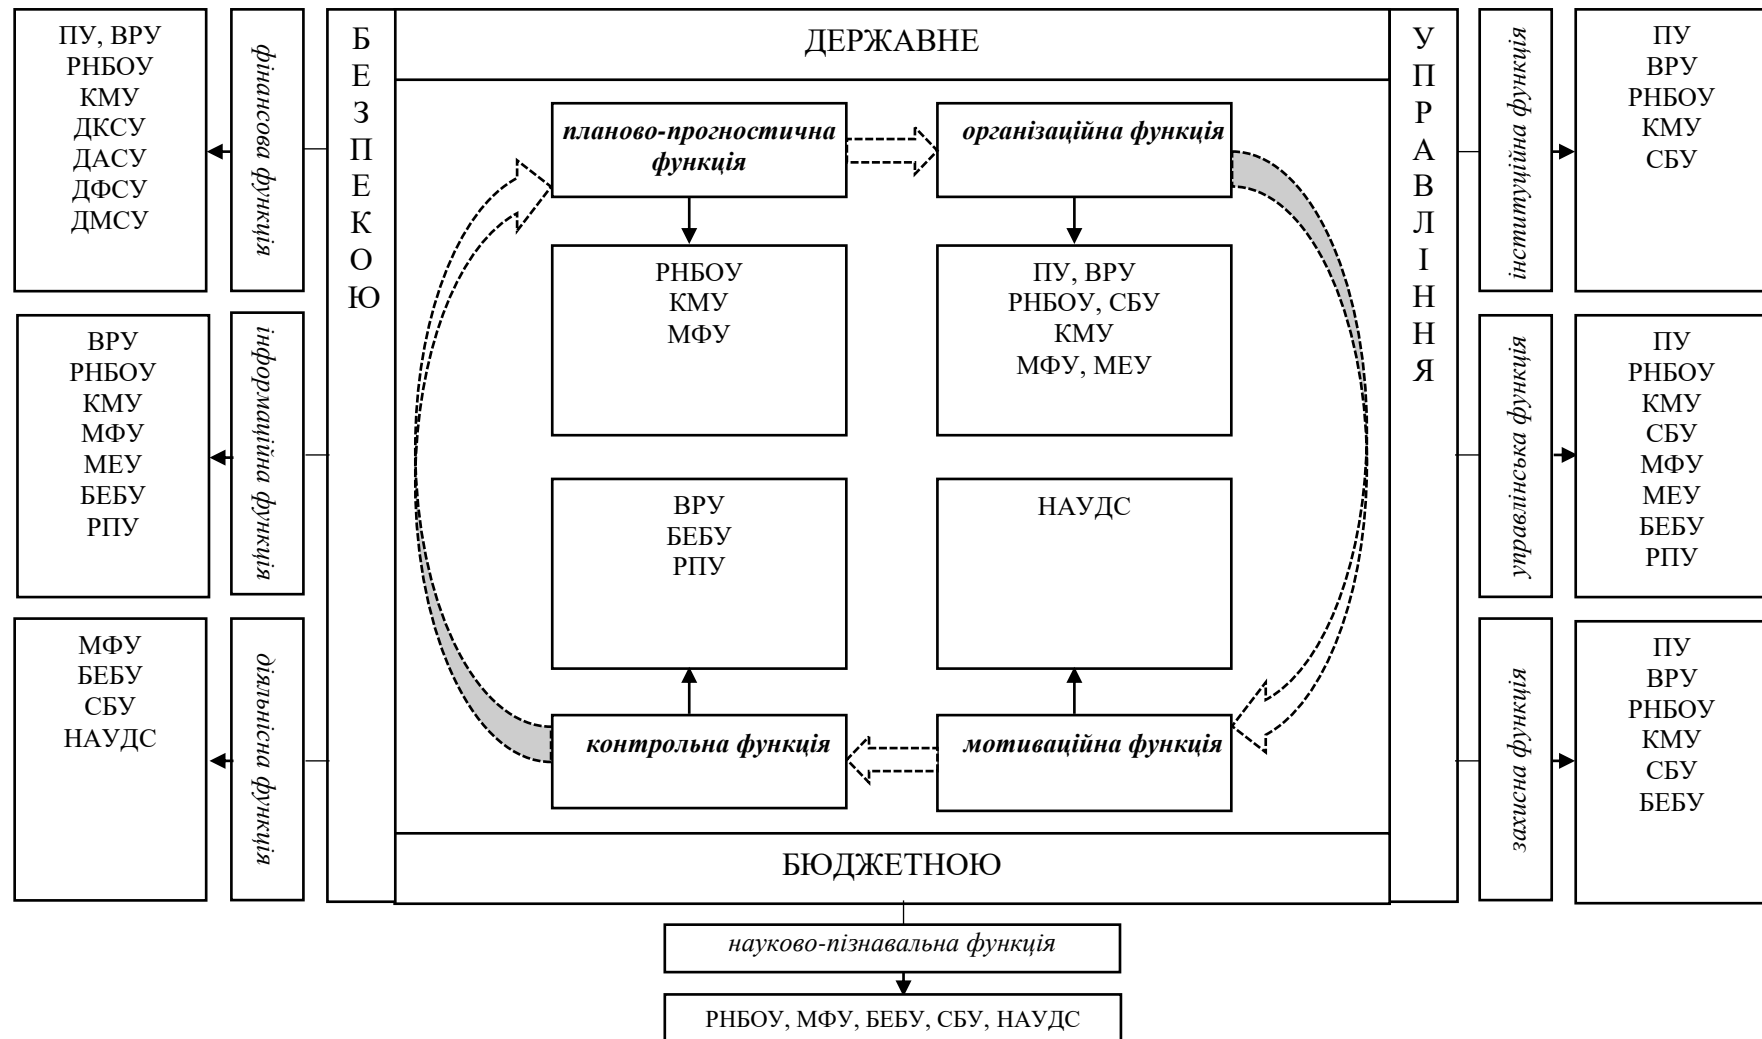 ДЕРЖАВНЕ
УПРАВЛІННЯ
БЮДЖЕТНОЮ
БЕЗПЕКОЮ
фінансова функція
ПУ, ВРУ
РНБОУ
КМУ
ДКСУ
ДАСУ
ДФСУ
ДМСУ
інформаційна функція
ВРУ
РНБОУ
КМУ
МФУ
МЕУ
БЕБУ
РПУ
діяльнісна функція
МФУ
БЕБУ
СБУ
НАУДС
планово-прогностична
функція
РНБОУ
КМУ
МФУ
організаційна функція
ПУ, ВРУ
РНБОУ, СБУ
КМУ
МФУ, МЕУ
ВРУ
БЕБУ
РПУ
контрольна функція
НАУДС
мотиваційна функція
інституційна функція
ПУ
ВРУ
РНБОУ
КМУ
СБУ
управлінська функція
ПУ
РНБОУ
КМУ
СБУ
МФУ
МЕУ
БЕБУ
РПУ
захисна функція
ПУ
ВРУ
РНБОУ
КМУ
СБУ
БЕБУ
науково-пізнавальна функція
РНБОУ, МФУ, БЕБУ, СБУ, НАУДС